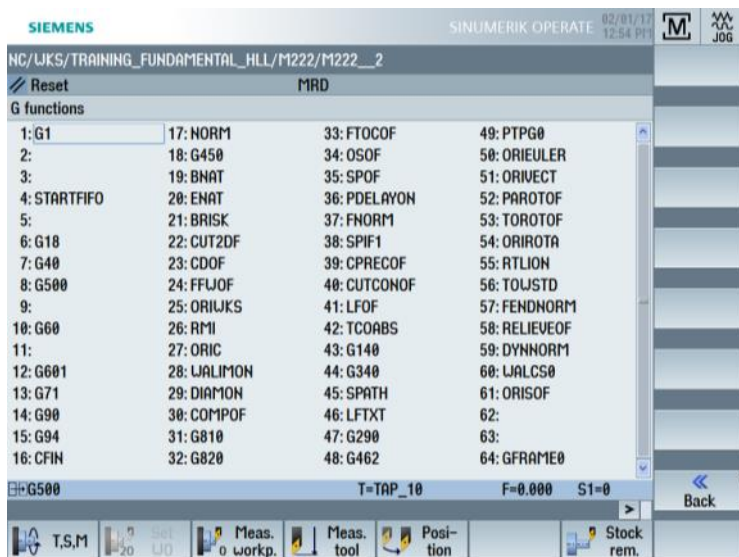 SIEMENS
SINUMERIK OPERATE
02/01/17
12:54 PM
M
JOG
NC/WKS/TRAINING_FUNDAMENTAL_HLL/M222/M222__2
Reset
MRD
G functions
1: G1 17: NORM 33: FTOCOF 49: PTPG0
2: 18: G450 34: OSOF 50: ORIEULER
3: 19: BNAT 35: SPOF 51: ORIVECT
4: STARTFIFO 20: ENAT 36: PDELAYON 52: PAROTOF
5: 21: BRISK 37: FNORM 53: TOROTOF
6: G18 22: CUT2DF 38: SPIF1 54: ORIROTA
7: G40 23: CDOF 39: CPRECOF 55: RTLION
8: G500 24: FFWOF 40: CUTCONOF 56: TOWSTD
9: 25: ORIWKS 41: LFOF 57: FENDNORM
10: G60 26: RMI 42: TCOABS 58: RELIEVEOF
11: 27: ORIC 43: G140 59: DYNNORM
12: G601 28: WALIMON 44: G340 60: WALCS0
13: G71 29: DIAMON 45: SPATH 61: ORISOF
14: G90 30: COMPOF 46: LFTXT 62:
15: G94 31: G810 47: G290 63:
16: CFIN 32: G820 48: G462 64: GFRAME0
G500 T=TAP_10 F=0.000 S1=0
Back
T,S,M
Set
WO
Meas.
workp.
Meas.
tool
Posi-
tion
Stock
rem.